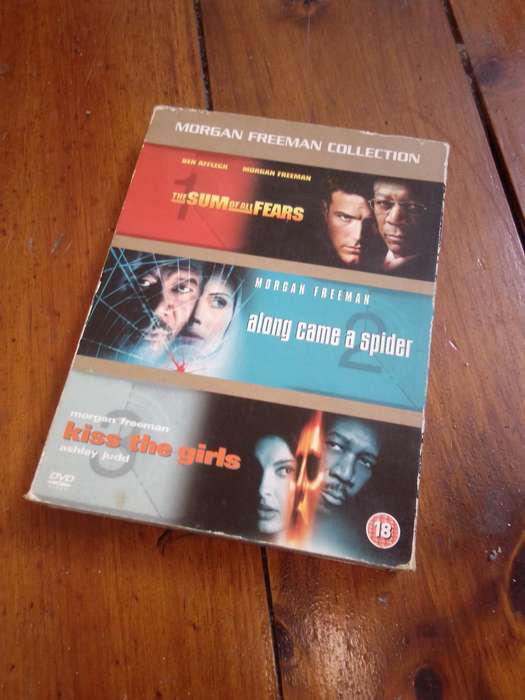 MORGAN FREEMAN COLLECTION
BEN AFFLECK MORGAN FREEMAN
1
THE SUM OF ALL FEARS
MORGAN FREEMAN
along came a spider
2
morgan freeman
kiss the girls
ashley judd
3
DVD
18